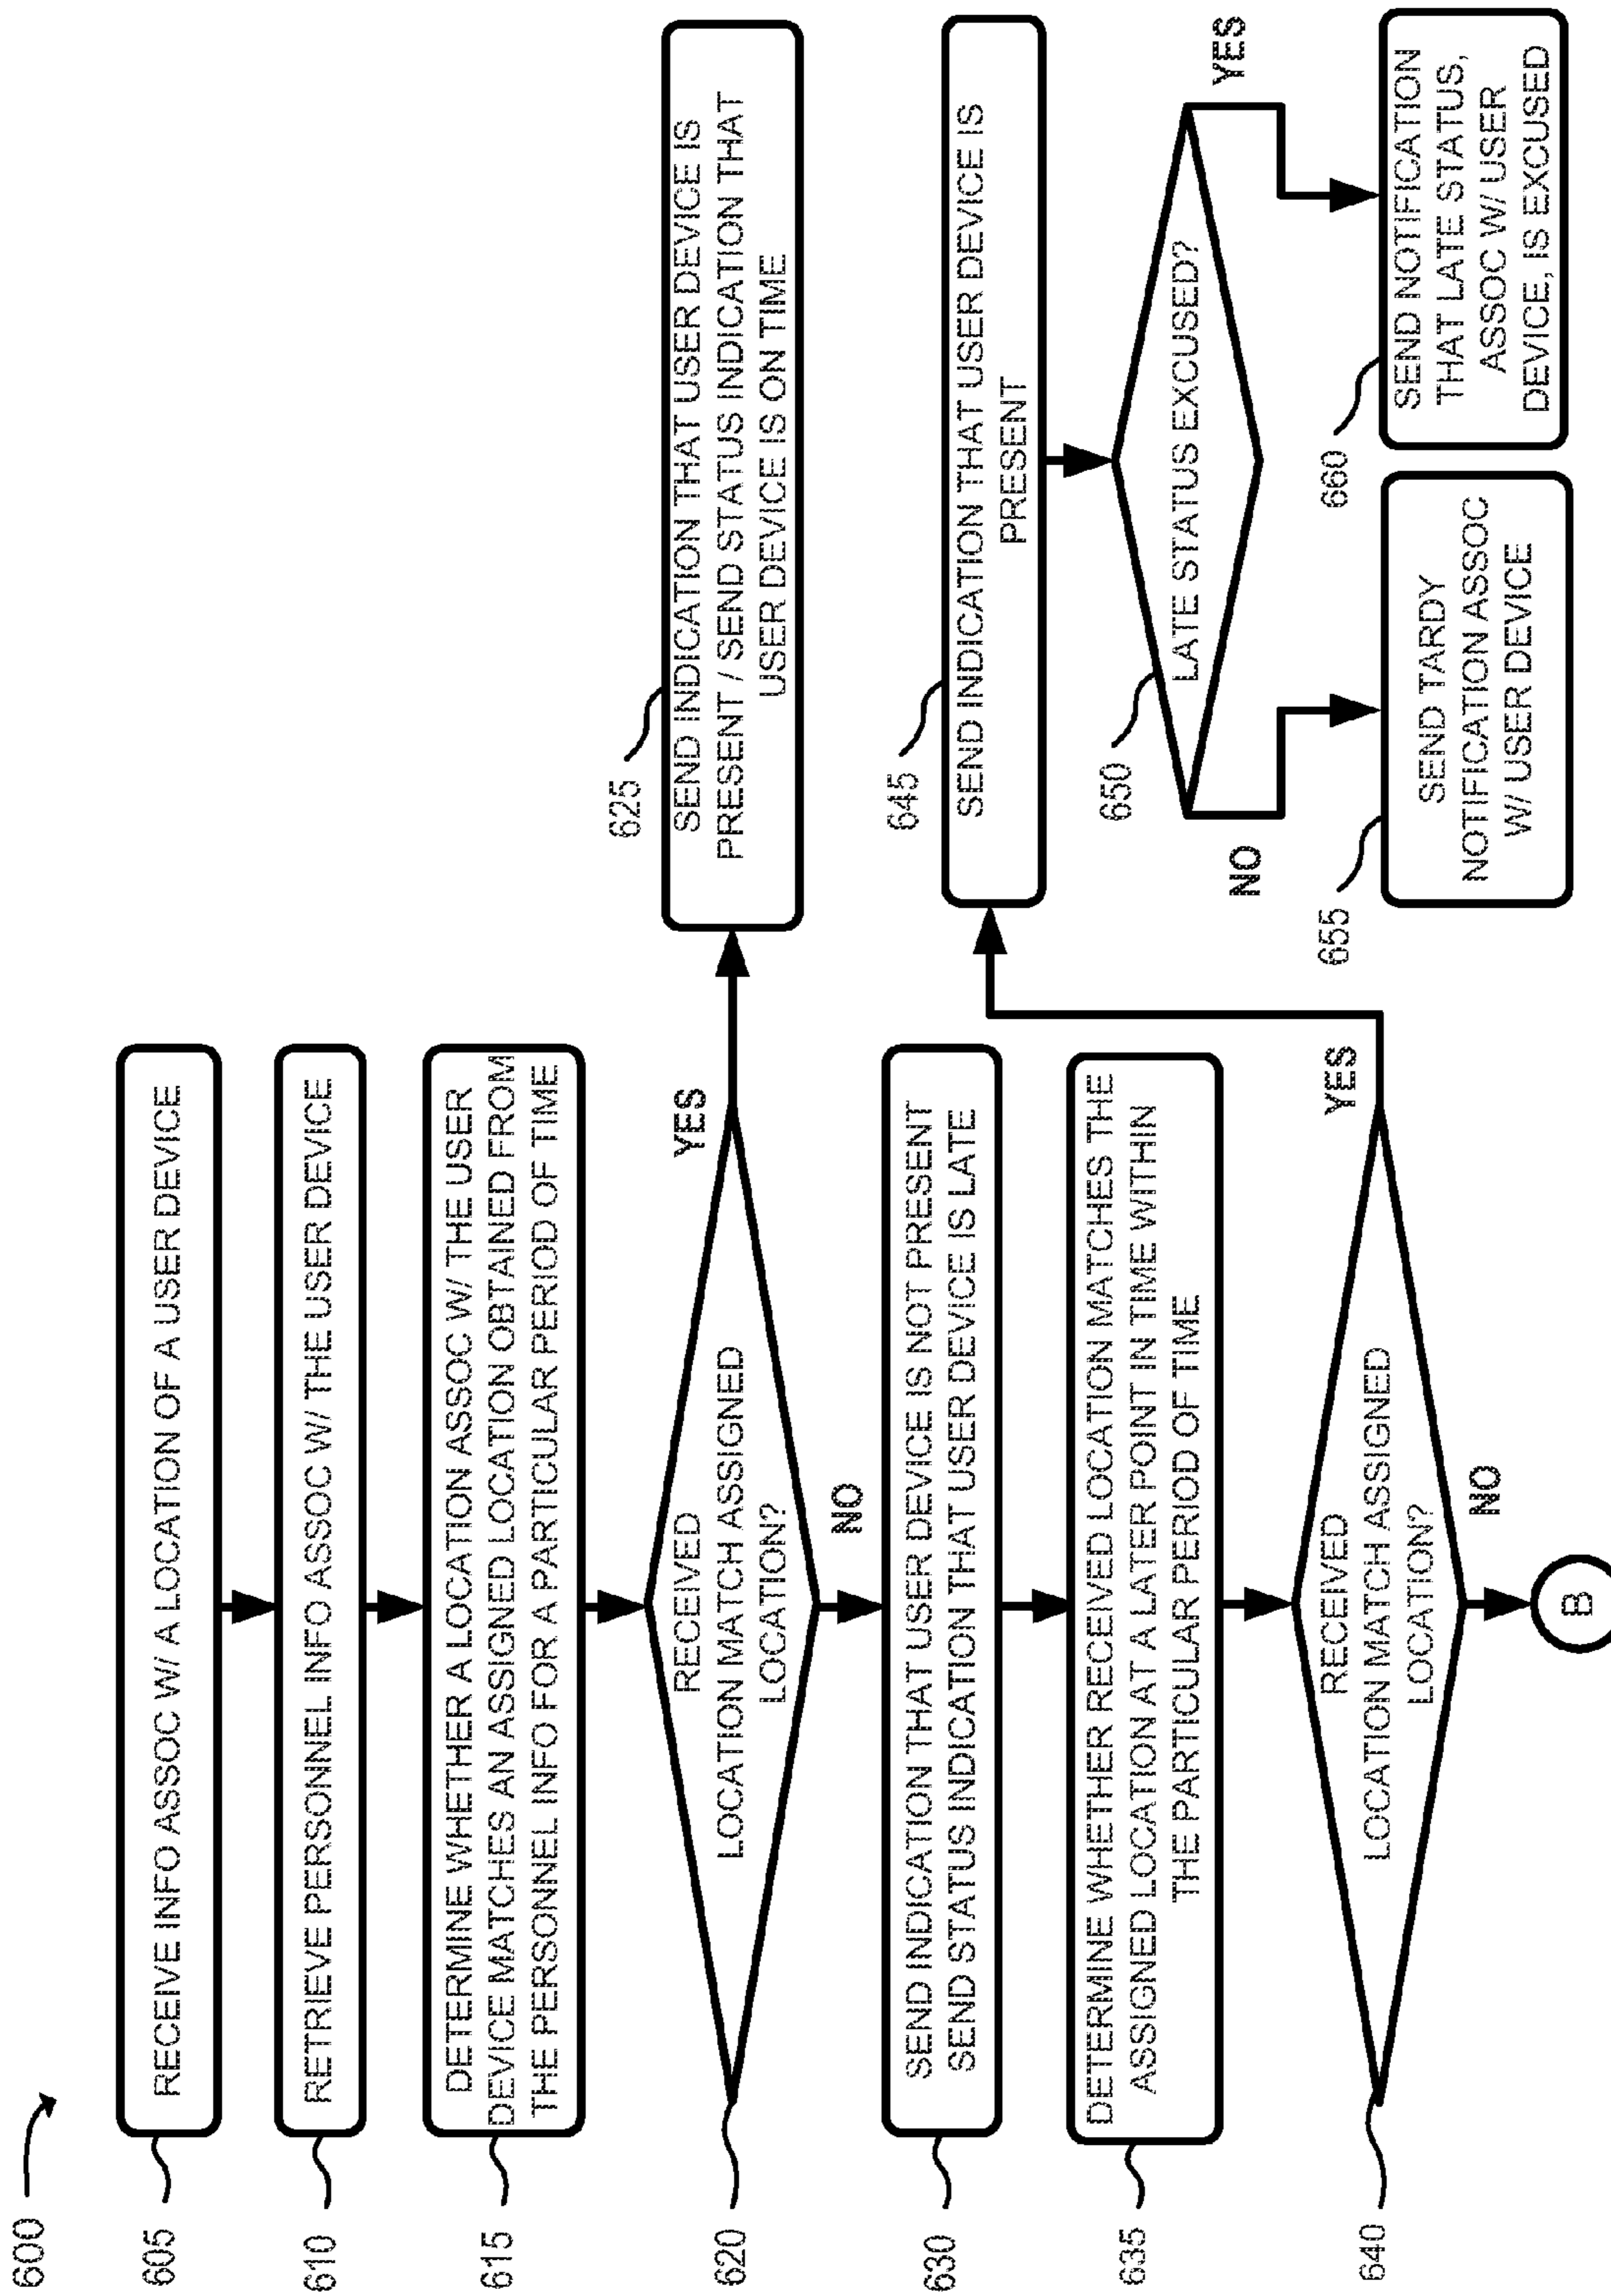 600
605
RECEIVE INFO ASSOC W/ A LOCATION OF A USER DEVICE
610
RETRIEVE PERSONNEL INFO ASSOC W/ THE USER DEVICE
615
DETERMINE WHETHER A LOCATION ASSOC W/ THE USER
DEVICE MATCHES AN ASSIGNED LOCATION OBTAINED FROM
THE PERSONNEL INFO FOR A PARTICULAR PERIOD OF TIME
620
RECEIVED
LOCATION MATCH ASSIGNED
LOCATION?
YES
625
SEND INDICATION THAT USER DEVICE IS
PRESENT / SEND STATUS INDICATION THAT
USER DEVICE IS ON TIME
NO
630
SEND INDICATION THAT USER DEVICE IS NOT PRESENT
SEND STATUS INDICATION THAT USER DEVICE IS LATE
635
DETERMINE WHETHER RECEIVED LOCATION MATCHES THE
ASSIGNED LOCATION AT A LATER POINT IN TIME WITHIN
THE PARTICULAR PERIOD OF TIME
640
RECEIVED
LOCATION MATCH ASSIGNED
LOCATION?
YES
NO
B
645
SEND INDICATION THAT USER DEVICE IS
PRESENT
650
LATE STATUS EXCUSED?
NO
YES
655
SEND TARDY
NOTIFICATION ASSOC
W/ USER DEVICE
660
SEND NOTIFICATION
THAT LATE STATUS,
ASSOC W/ USER
DEVICE, IS EXCUSED